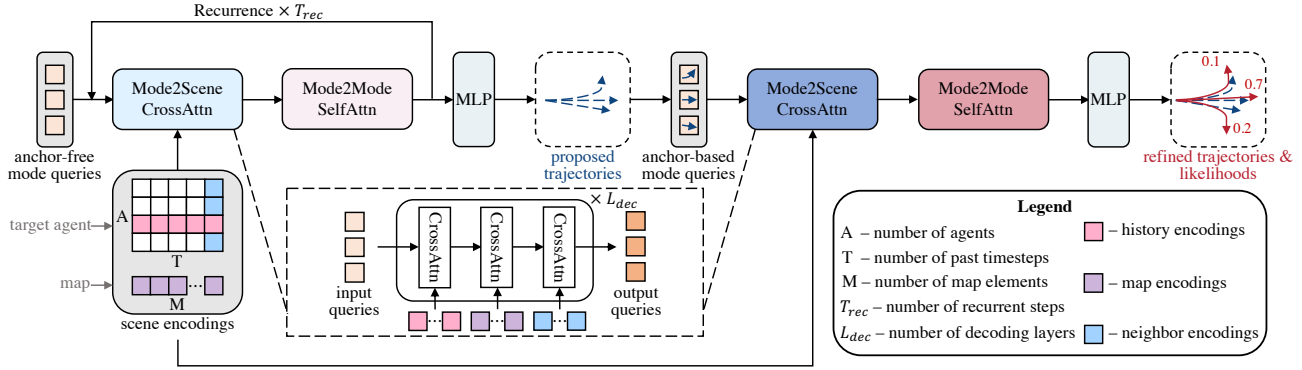 Recurrence × T_rec
Mode2Scene
CrossAttn
Mode2Mode
SelfAttn
MLP
Mode2Scene
CrossAttn
Mode2Mode
SelfAttn
MLP
0.1
0.7
0.2
anchor-free
mode queries
proposed
trajectories
anchor-based
mode queries
refined trajectories &
likelihoods
target agent
A
T
map
...
M
scene encodings
× L_dec
CrossAttn
CrossAttn
CrossAttn
input
queries
output
queries
...
...
...
Legend
A – number of agents
T – number of past timesteps
M – number of map elements
T_rec – number of recurrent steps
L_dec – number of decoding layers
– history encodings
– map encodings
– neighbor encodings